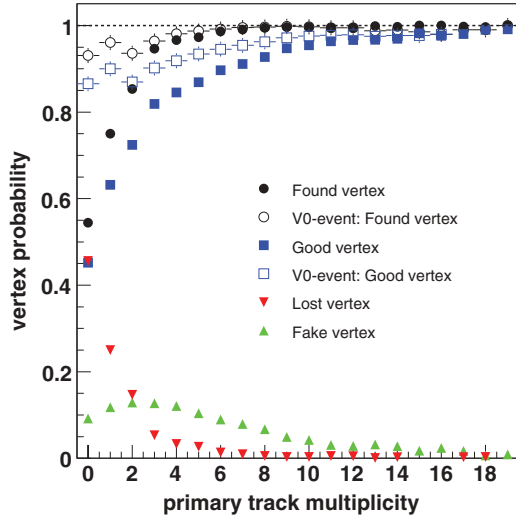 1
0.8
0.6
0.4
0.2
0
vertex probability
Found vertex
V0-event: Found vertex
Good vertex
V0-event: Good vertex
Lost vertex
Fake vertex
0 2 4 6 8 10 12 14 16 18
primary track multiplicity